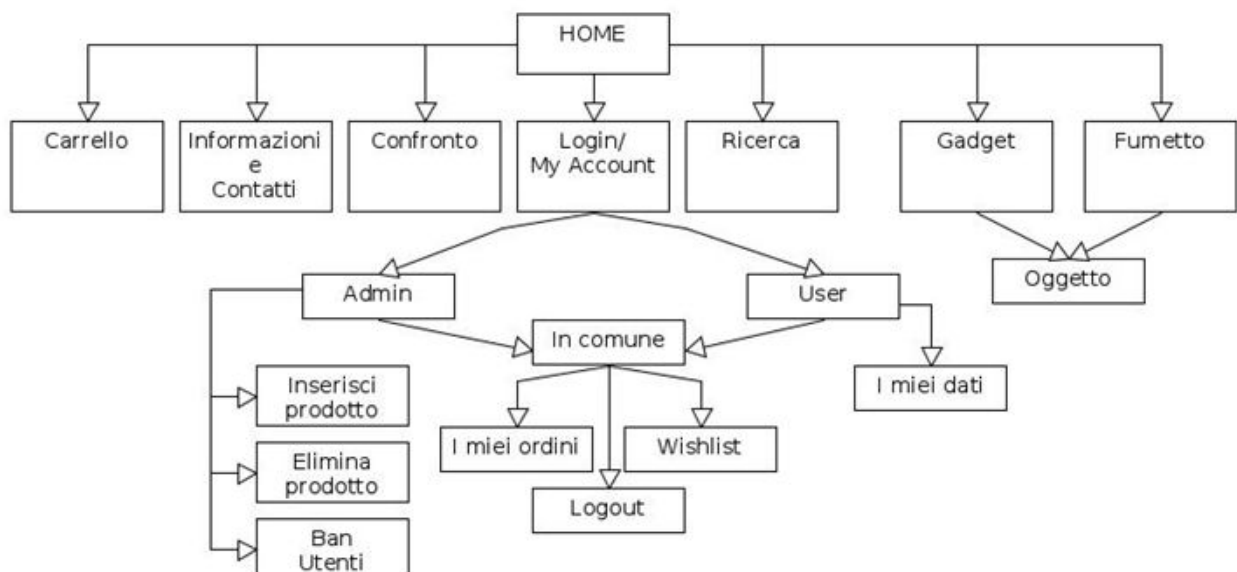 HOME
Carrello
Informazioni
e
Contatti
Confronto
Login/
My Account
Ricerca
Gadget
Fumetto
Admin
User
Oggetto
In comune
Inserisci
prodotto
I miei dati
I miei ordini
Wishlist
Elimina
prodotto
Logout
Ban
Utenti